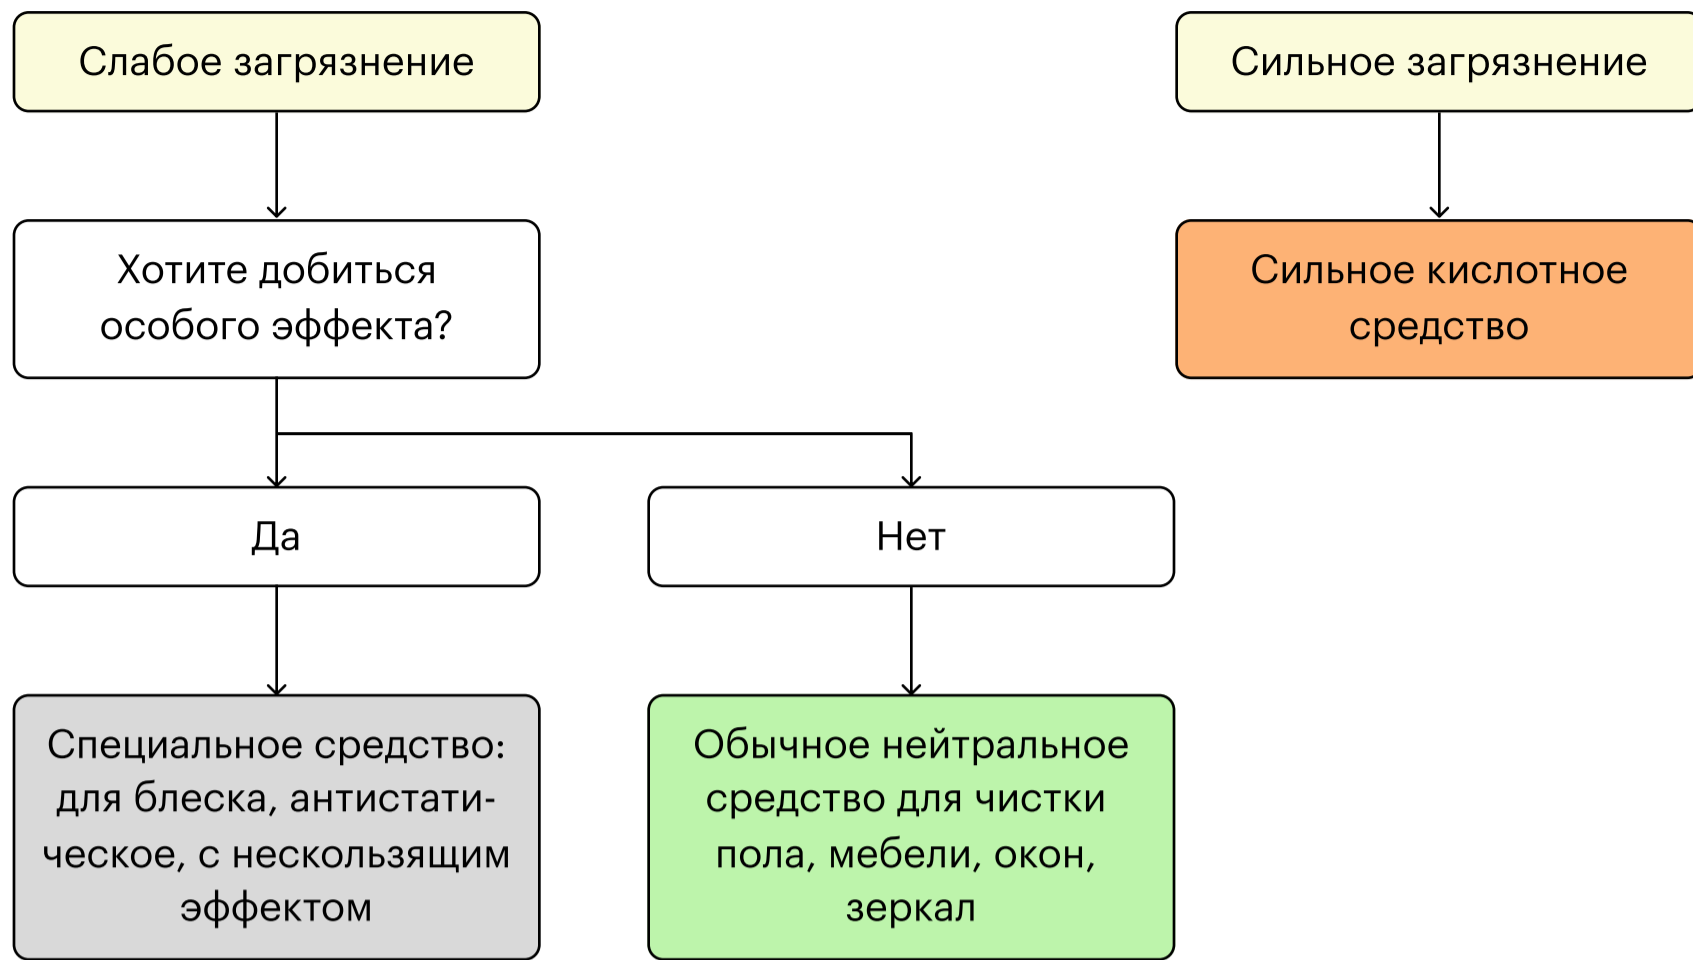 Слабое загрязнение
Сильное загрязнение
Хотите добиться
особого эффекта?
Сильное кислотное
средство
Да
Нет
Специальное средство:
для блеска, антистати-
ческое, с нескользящим
эффектом
Обычное нейтральное
средство для чистки
пола, мебели, окон,
зеркал